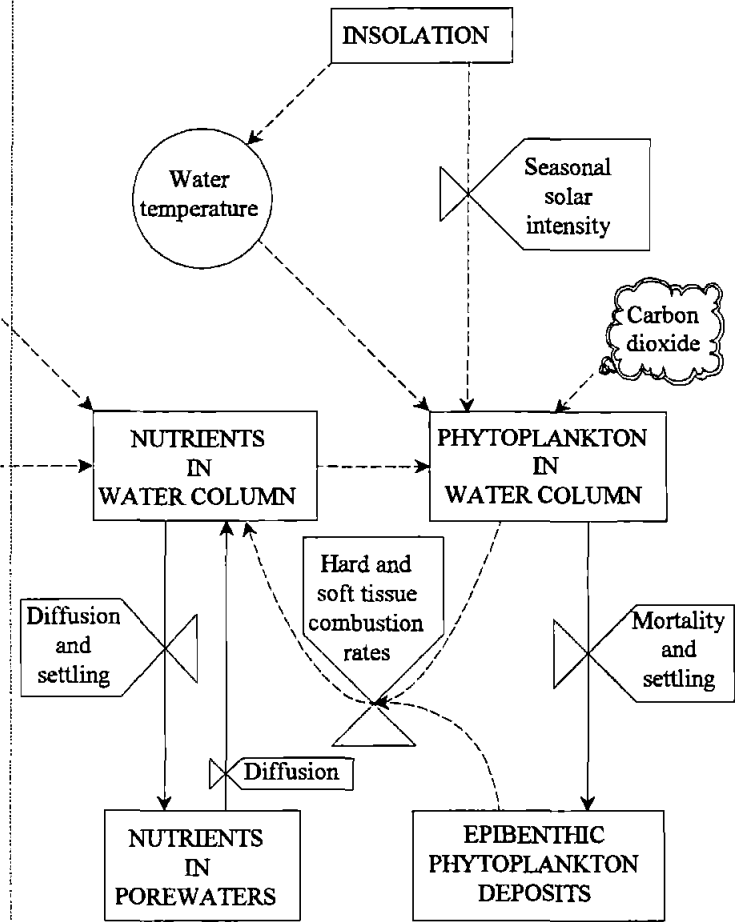 INSOLATION
Water
temperature
Seasonal
solar
intensity
Carbon
dioxide
NUTRIENTS
IN
WATER COLUMN
PHYTOPLANKTON
IN
WATER COLUMN
Hard and
soft tissue
combustion
rates
Diffusion
and
settling
Mortality
and
settling
Diffusion
NUTRIENTS
IN
POREWATERS
EPIBENTHIC
PHYTOPLANKTON
DEPOSITS